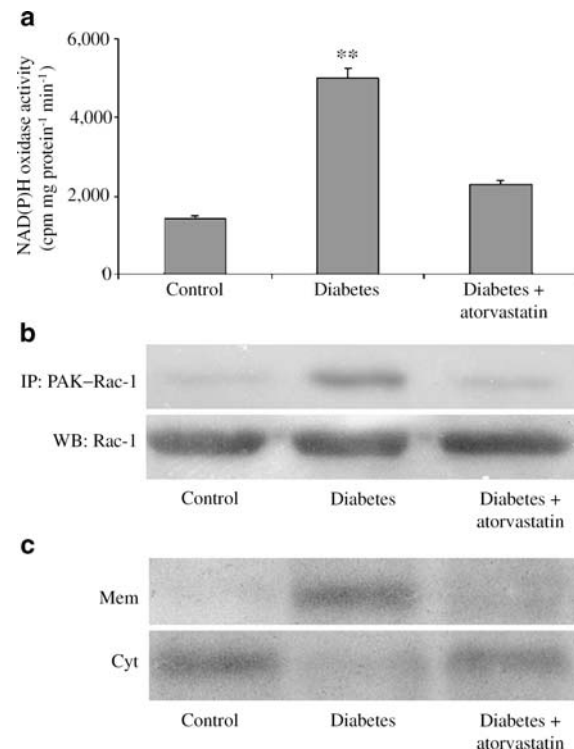 a
NAD(P)H oxidase activity
(cpm mg protein⁻¹ min⁻¹)
6,000
4,000
2,000
0
**
Control
Diabetes
Diabetes +
atorvastatin
b
IP: PAK–Rac-1
WB: Rac-1
Control
Diabetes
Diabetes +
atorvastatin
c
Mem
Cyt
Control
Diabetes
Diabetes +
atorvastatin